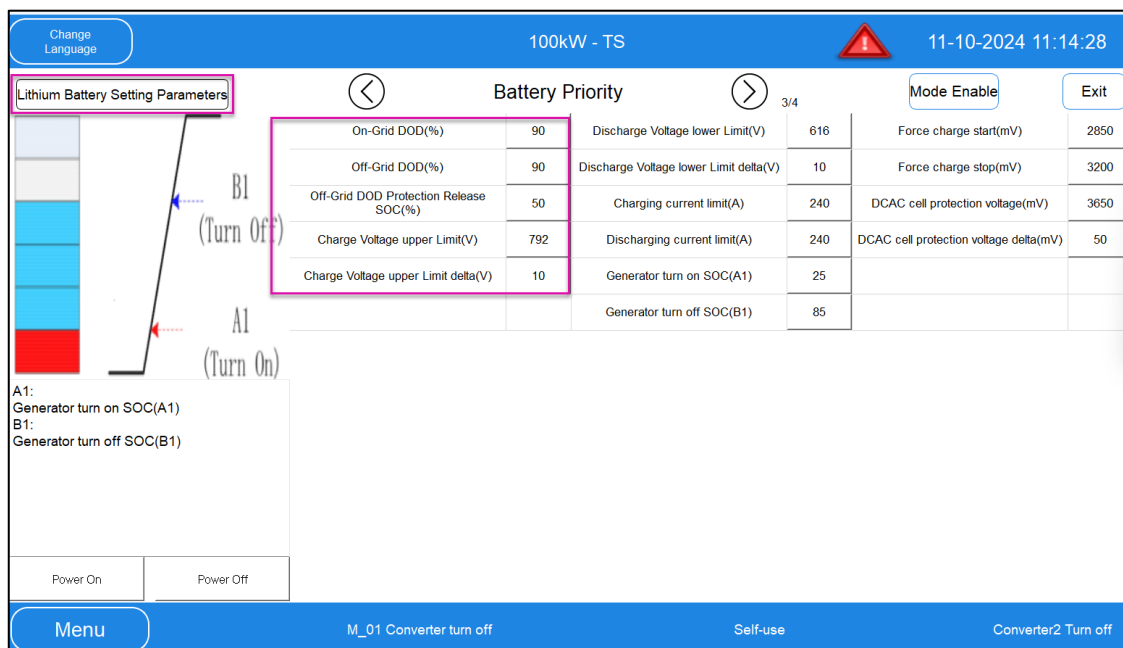 Change
Language
100kW - TS
11-10-2024 11:14:28
Lithium Battery Setting Parameters
Battery Priority
3/4
Mode Enable
Exit
On-Grid DOD(%) 90 Discharge Voltage lower Limit(V) 616 Force charge start(mV) 2850
Off-Grid DOD(%) 90 Discharge Voltage lower Limit delta(V) 10 Force charge stop(mV) 3200
Off-Grid DOD Protection Release
SOC(%) 50 Charging current limit(A) 240 DCAC cell protection voltage(mV) 3650
Charge Voltage upper Limit(V) 792 Discharging current limit(A) 240 DCAC cell protection voltage delta(mV) 50
Charge Voltage upper Limit delta(V) 10 Generator turn on SOC(A1) 25
Generator turn off SOC(B1) 85
B1
(Turn Off)
A1
(Turn On)
A1:
Generator turn on SOC(A1)
B1:
Generator turn off SOC(B1)
Power On Power Off
Menu M_01 Converter turn off Self-use Converter2 Turn off